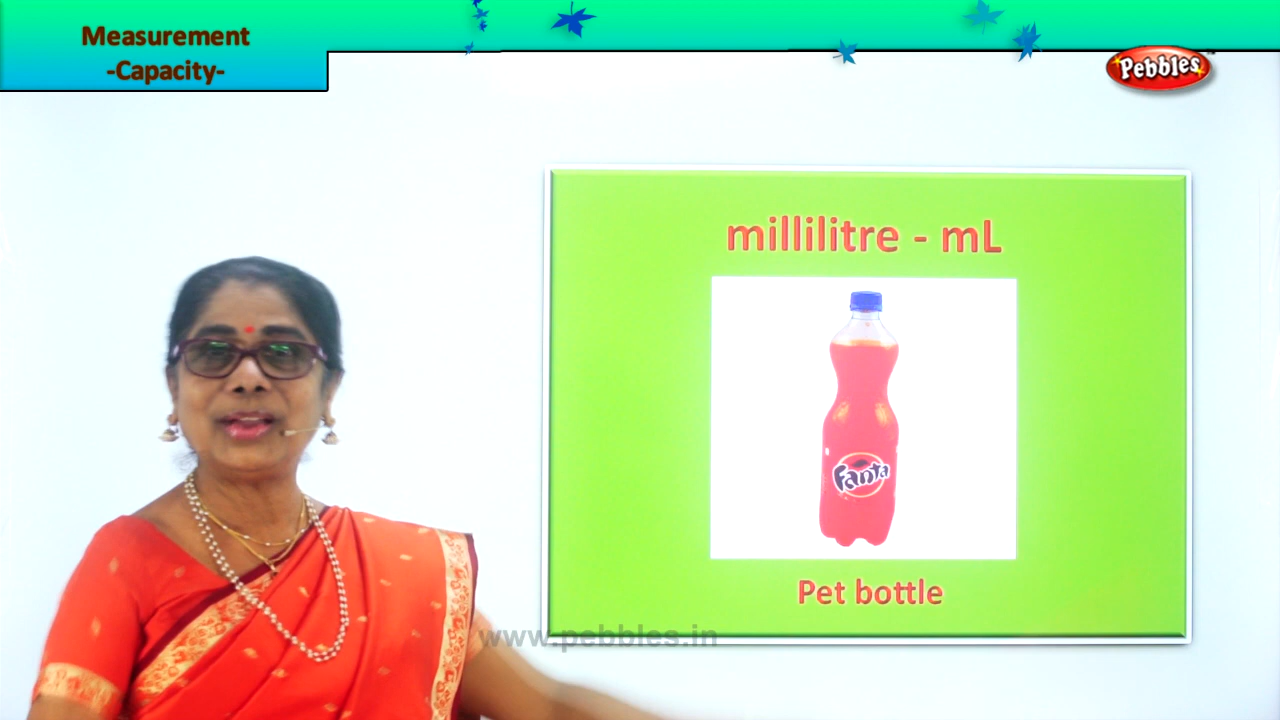 Measurement
-Capacity-
Pebbles
millilitre - mL
Fanta
Pet bottle
www.pebbles.in